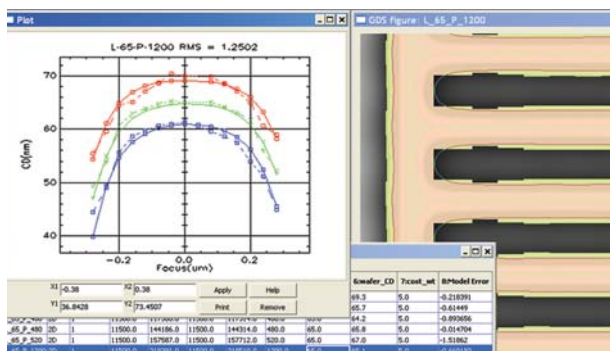 Plot
GDS figure: L_65_P_1200
L-65-P-1200 RMS = 1.2502
CD(nm)
70
60
50
40
-0.2 0.0 0.2
Focus(um)
X1 -0.38 X2 0.38 Apply Help
Y1 36.8428 Y2 73.4507 Print Remove
6:wafer_CD 7:cost_wt 8:Model Error
69.3 5.0 -0.218391
65.7 5.0 -0.61449
64.2 5.0 -0.893656
_65_P_480 2D 1 11500.0 144186.0 11500.0 144314.0 480.0 65.0 65.8 5.0 -0.014704
_65_P_520 2D 1 11500.0 157587.0 11500.0 157712.0 520.0 65.0 67.0 5.0 -1.51862